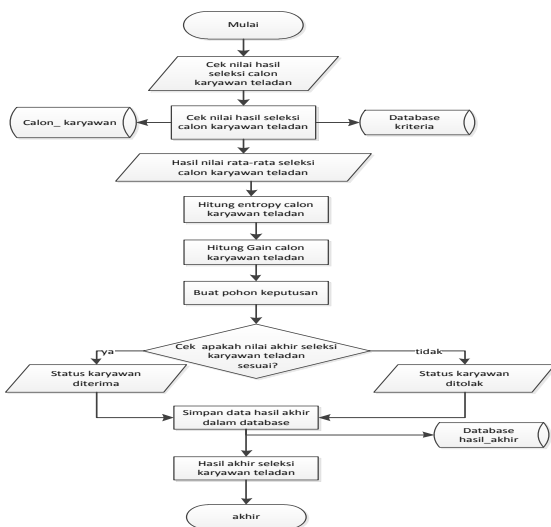 Mulai
Cek nilai hasil
seleksi calon
karyawan teladan
Calon_ karyawan
Cek nilai hasil seleksi
calon karyawan teladan
Database
kriteria
Hasil nilai rata-rata seleksi
calon karyawan teladan
Hitung entropy calon
karyawan teladan
Hitung Gain calon
karyawan teladan
Buat pohon keputusan
Cek apakah nilai akhir seleksi
karyawan teladan
sesuai?
ya
tidak
Status karyawan
diterima
Status karyawan
ditolak
Simpan data hasil akhir
dalam database
Database
hasil_akhir
Hasil akhir seleksi
karyawan teladan
akhir